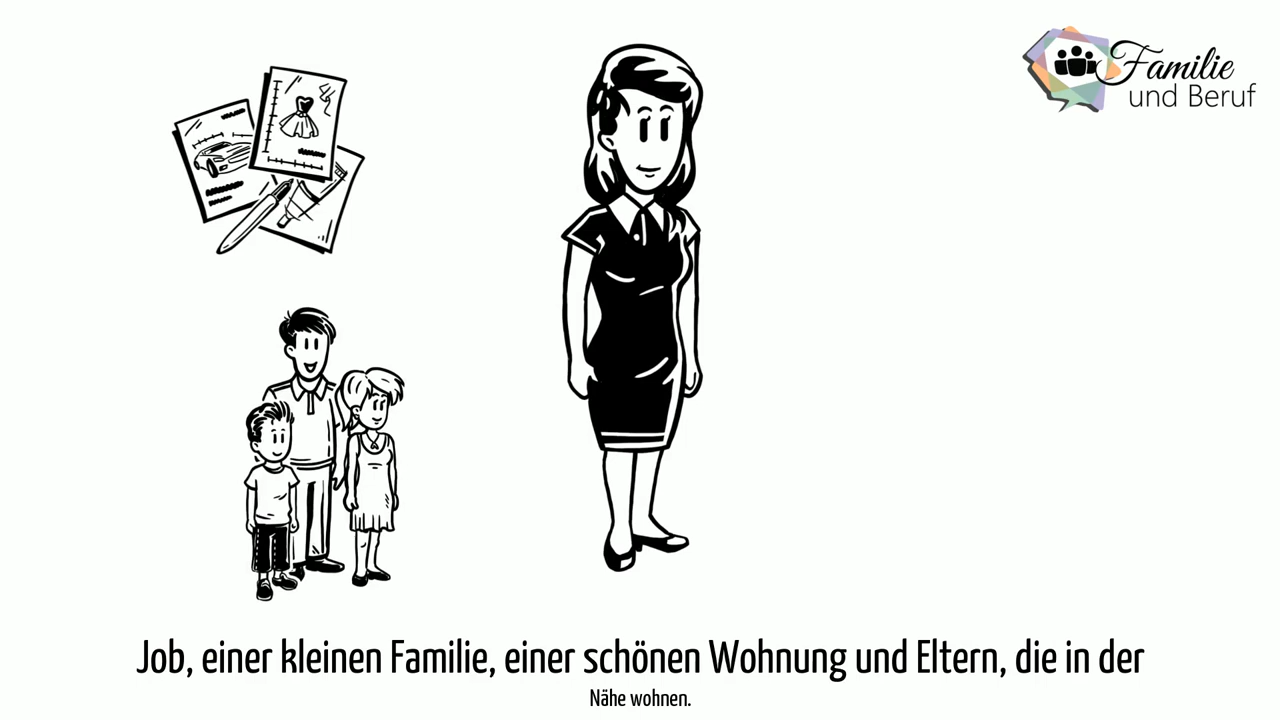 Familie
und Beruf
Job, einer kleinen Familie, einer schönen Wohnung und Eltern, die in der
Nähe wohnen.